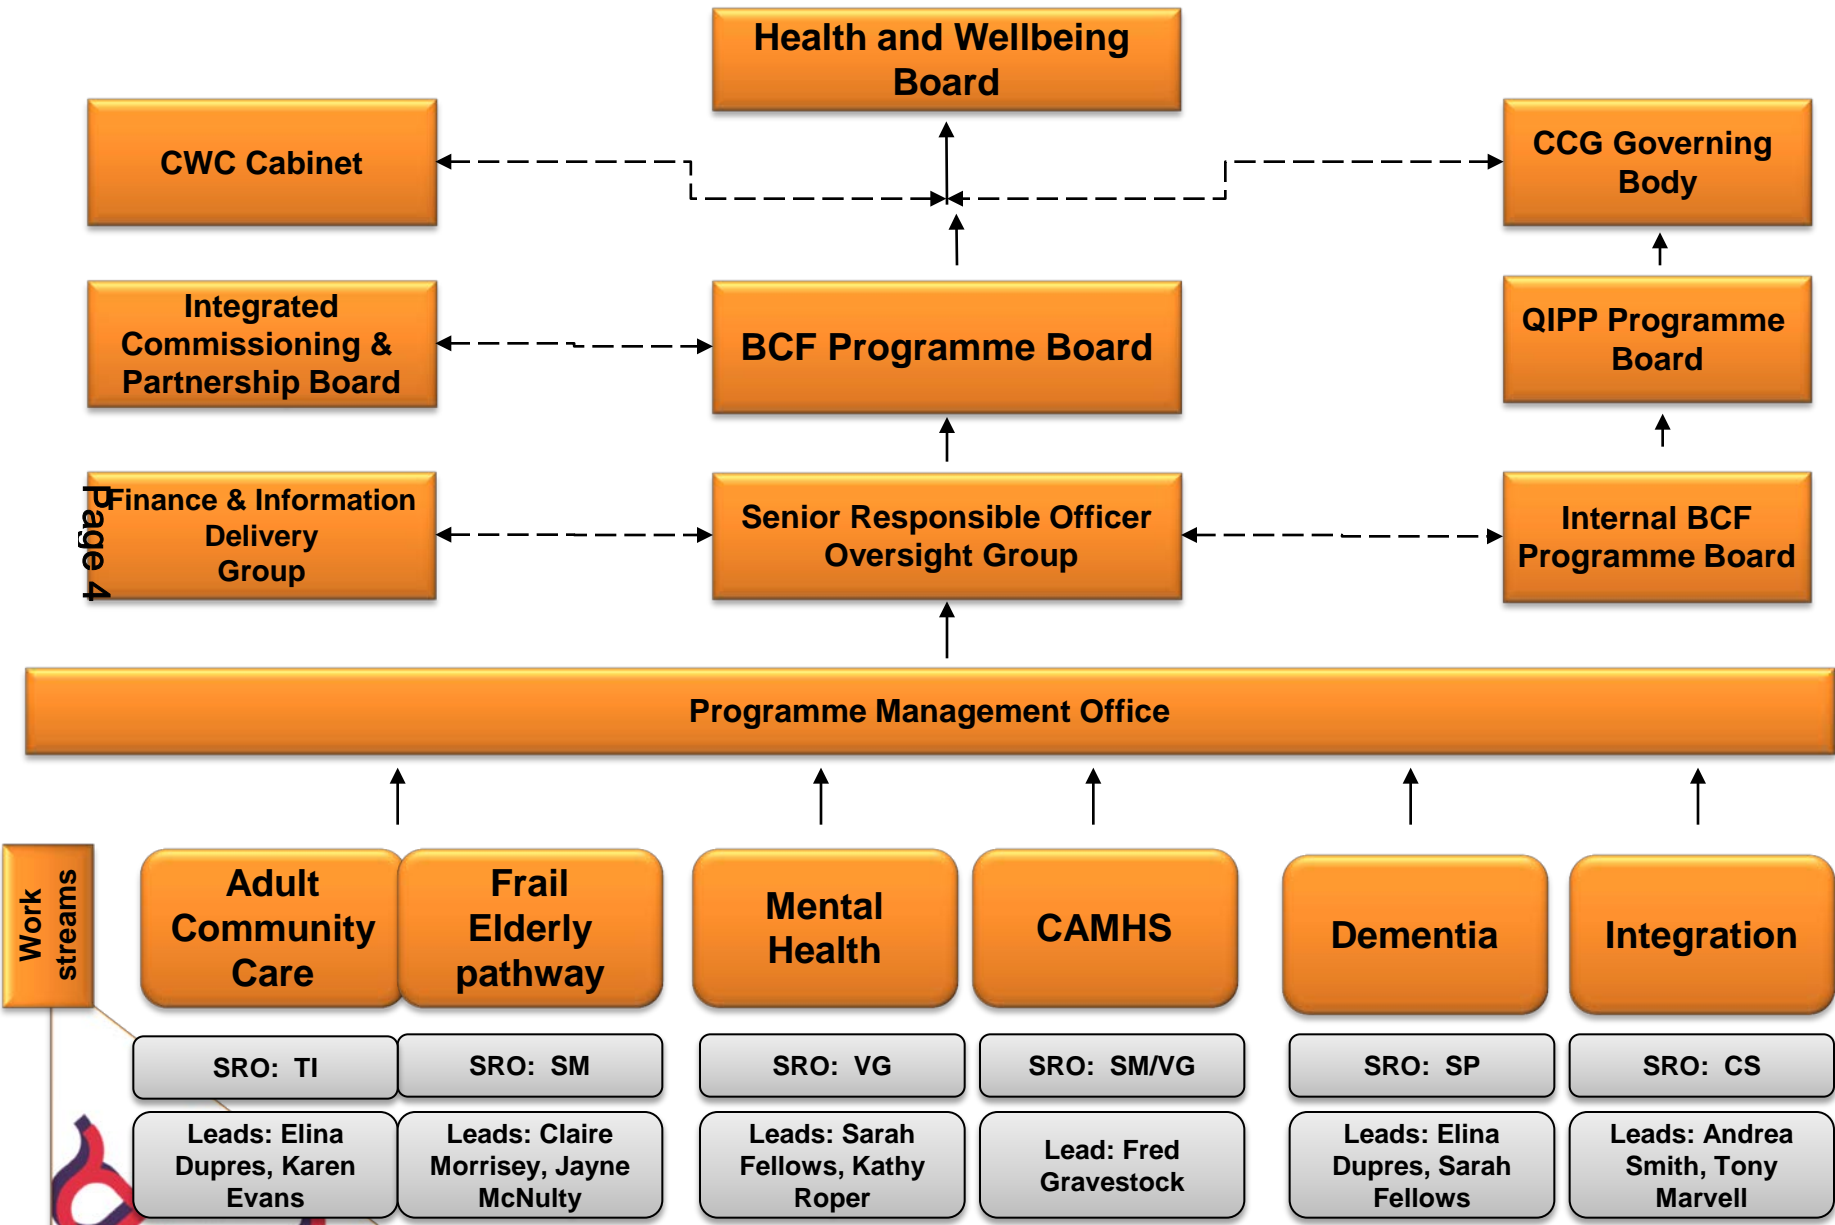 Health and Wellbeing
Board
CWC Cabinet
CCG Governing
Body
Integrated
Commissioning &
Partnership Board
BCF Programme Board
QIPP Programme
Board
Page 4
Finance & Information
Delivery
Group
Senior Responsible Officer
Oversight Group
Internal BCF
Programme Board
Programme Management Office
Work
streams
Adult
Community
Care
Frail
Elderly
pathway
Mental
Health
CAMHS
Dementia
Integration
SRO: TI
SRO: SM
SRO: VG
SRO: SM/VG
SRO: SP
SRO: CS
Leads: Elina
Dupres, Karen
Evans
Leads: Claire
Morrisey, Jayne
McNulty
Leads: Sarah
Fellows, Kathy
Roper
Lead: Fred
Gravestock
Leads: Elina
Dupres, Sarah
Fellows
Leads: Andrea
Smith, Tony
Marvell